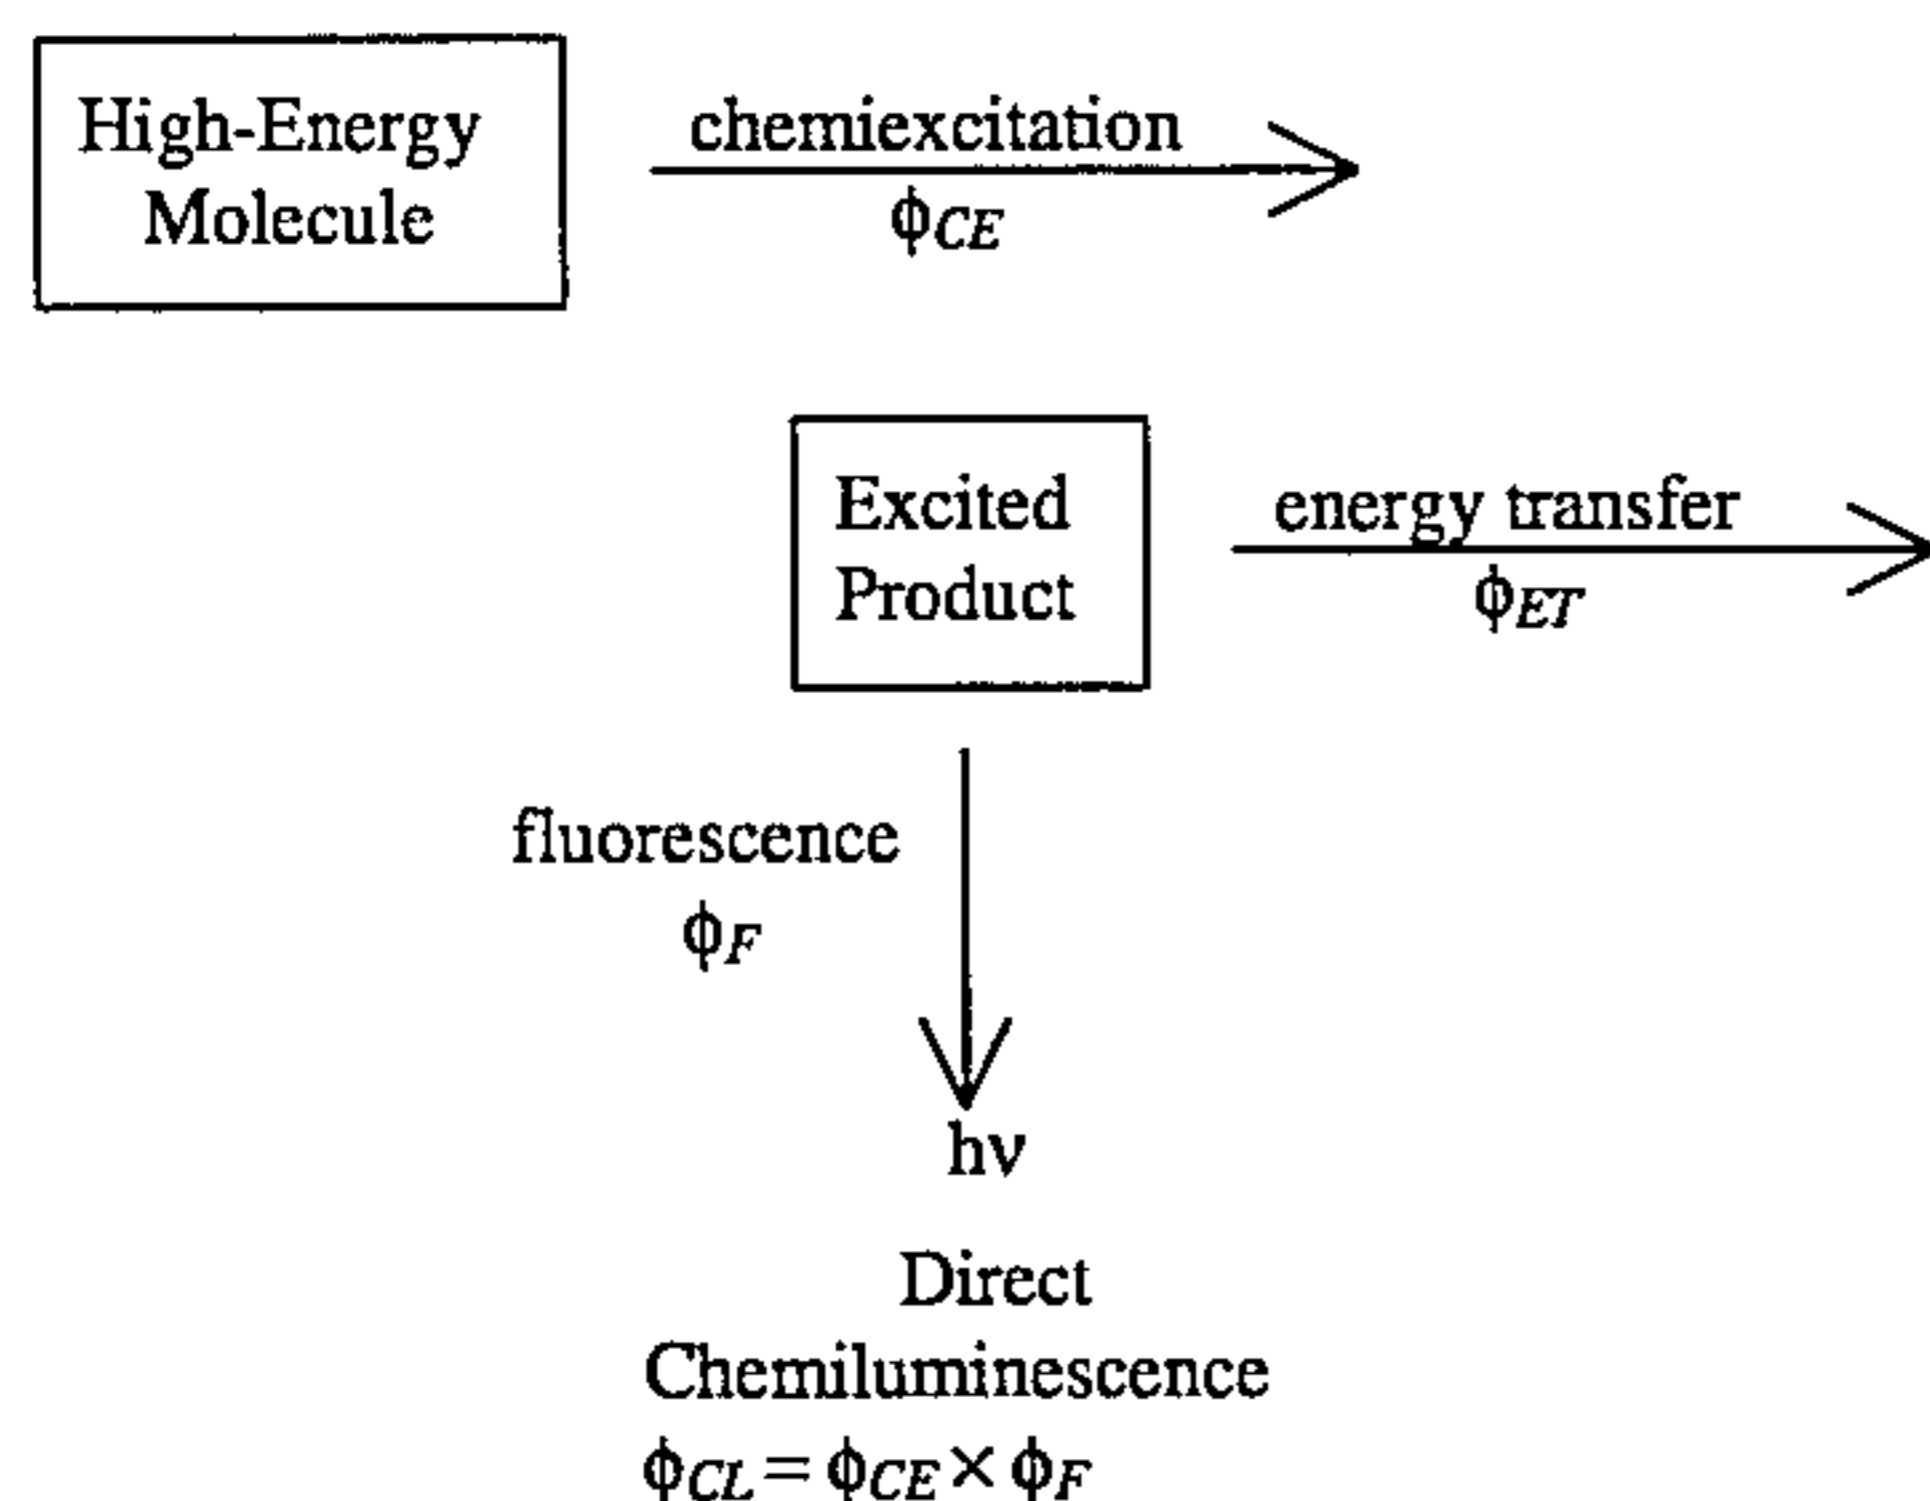 High-Energy
Molecule
chemiexcitation
ϕCE
Excited
Product
energy transfer
ϕET
fluorescence
ϕF
hν
Direct
Chemiluminescence
ϕCL = ϕCE × ϕF